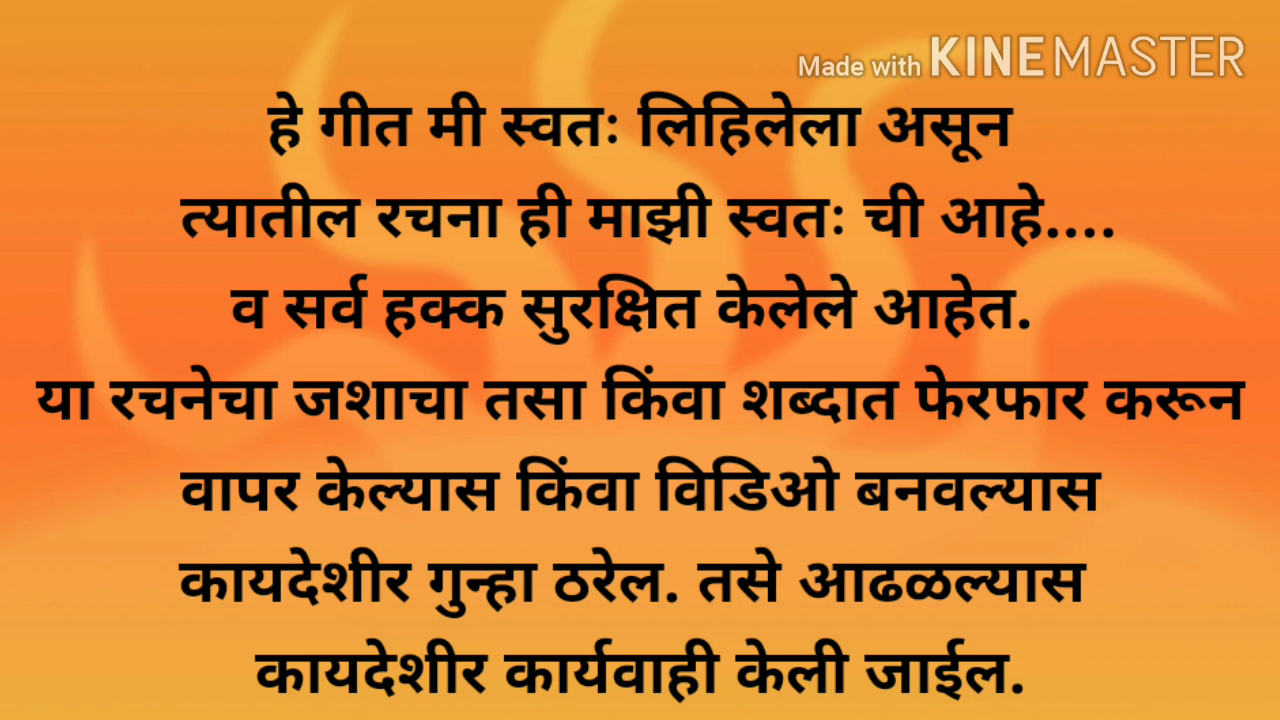 Made with KINEMASTER
हे गीत मी स्वतः लिहिलेला असून
त्यातील रचना ही माझी स्वतः ची आहे....
व सर्व हक्क सुरक्षित केलेले आहेत.
या रचनेचा जशाचा तसा किंवा शब्दात फेरफार करून
वापर केल्यास किंवा विडिओ बनवल्यास
कायदेशीर गुन्हा ठरेल. तसे आढळल्यास
कायदेशीर कार्यवाही केली जाईल.